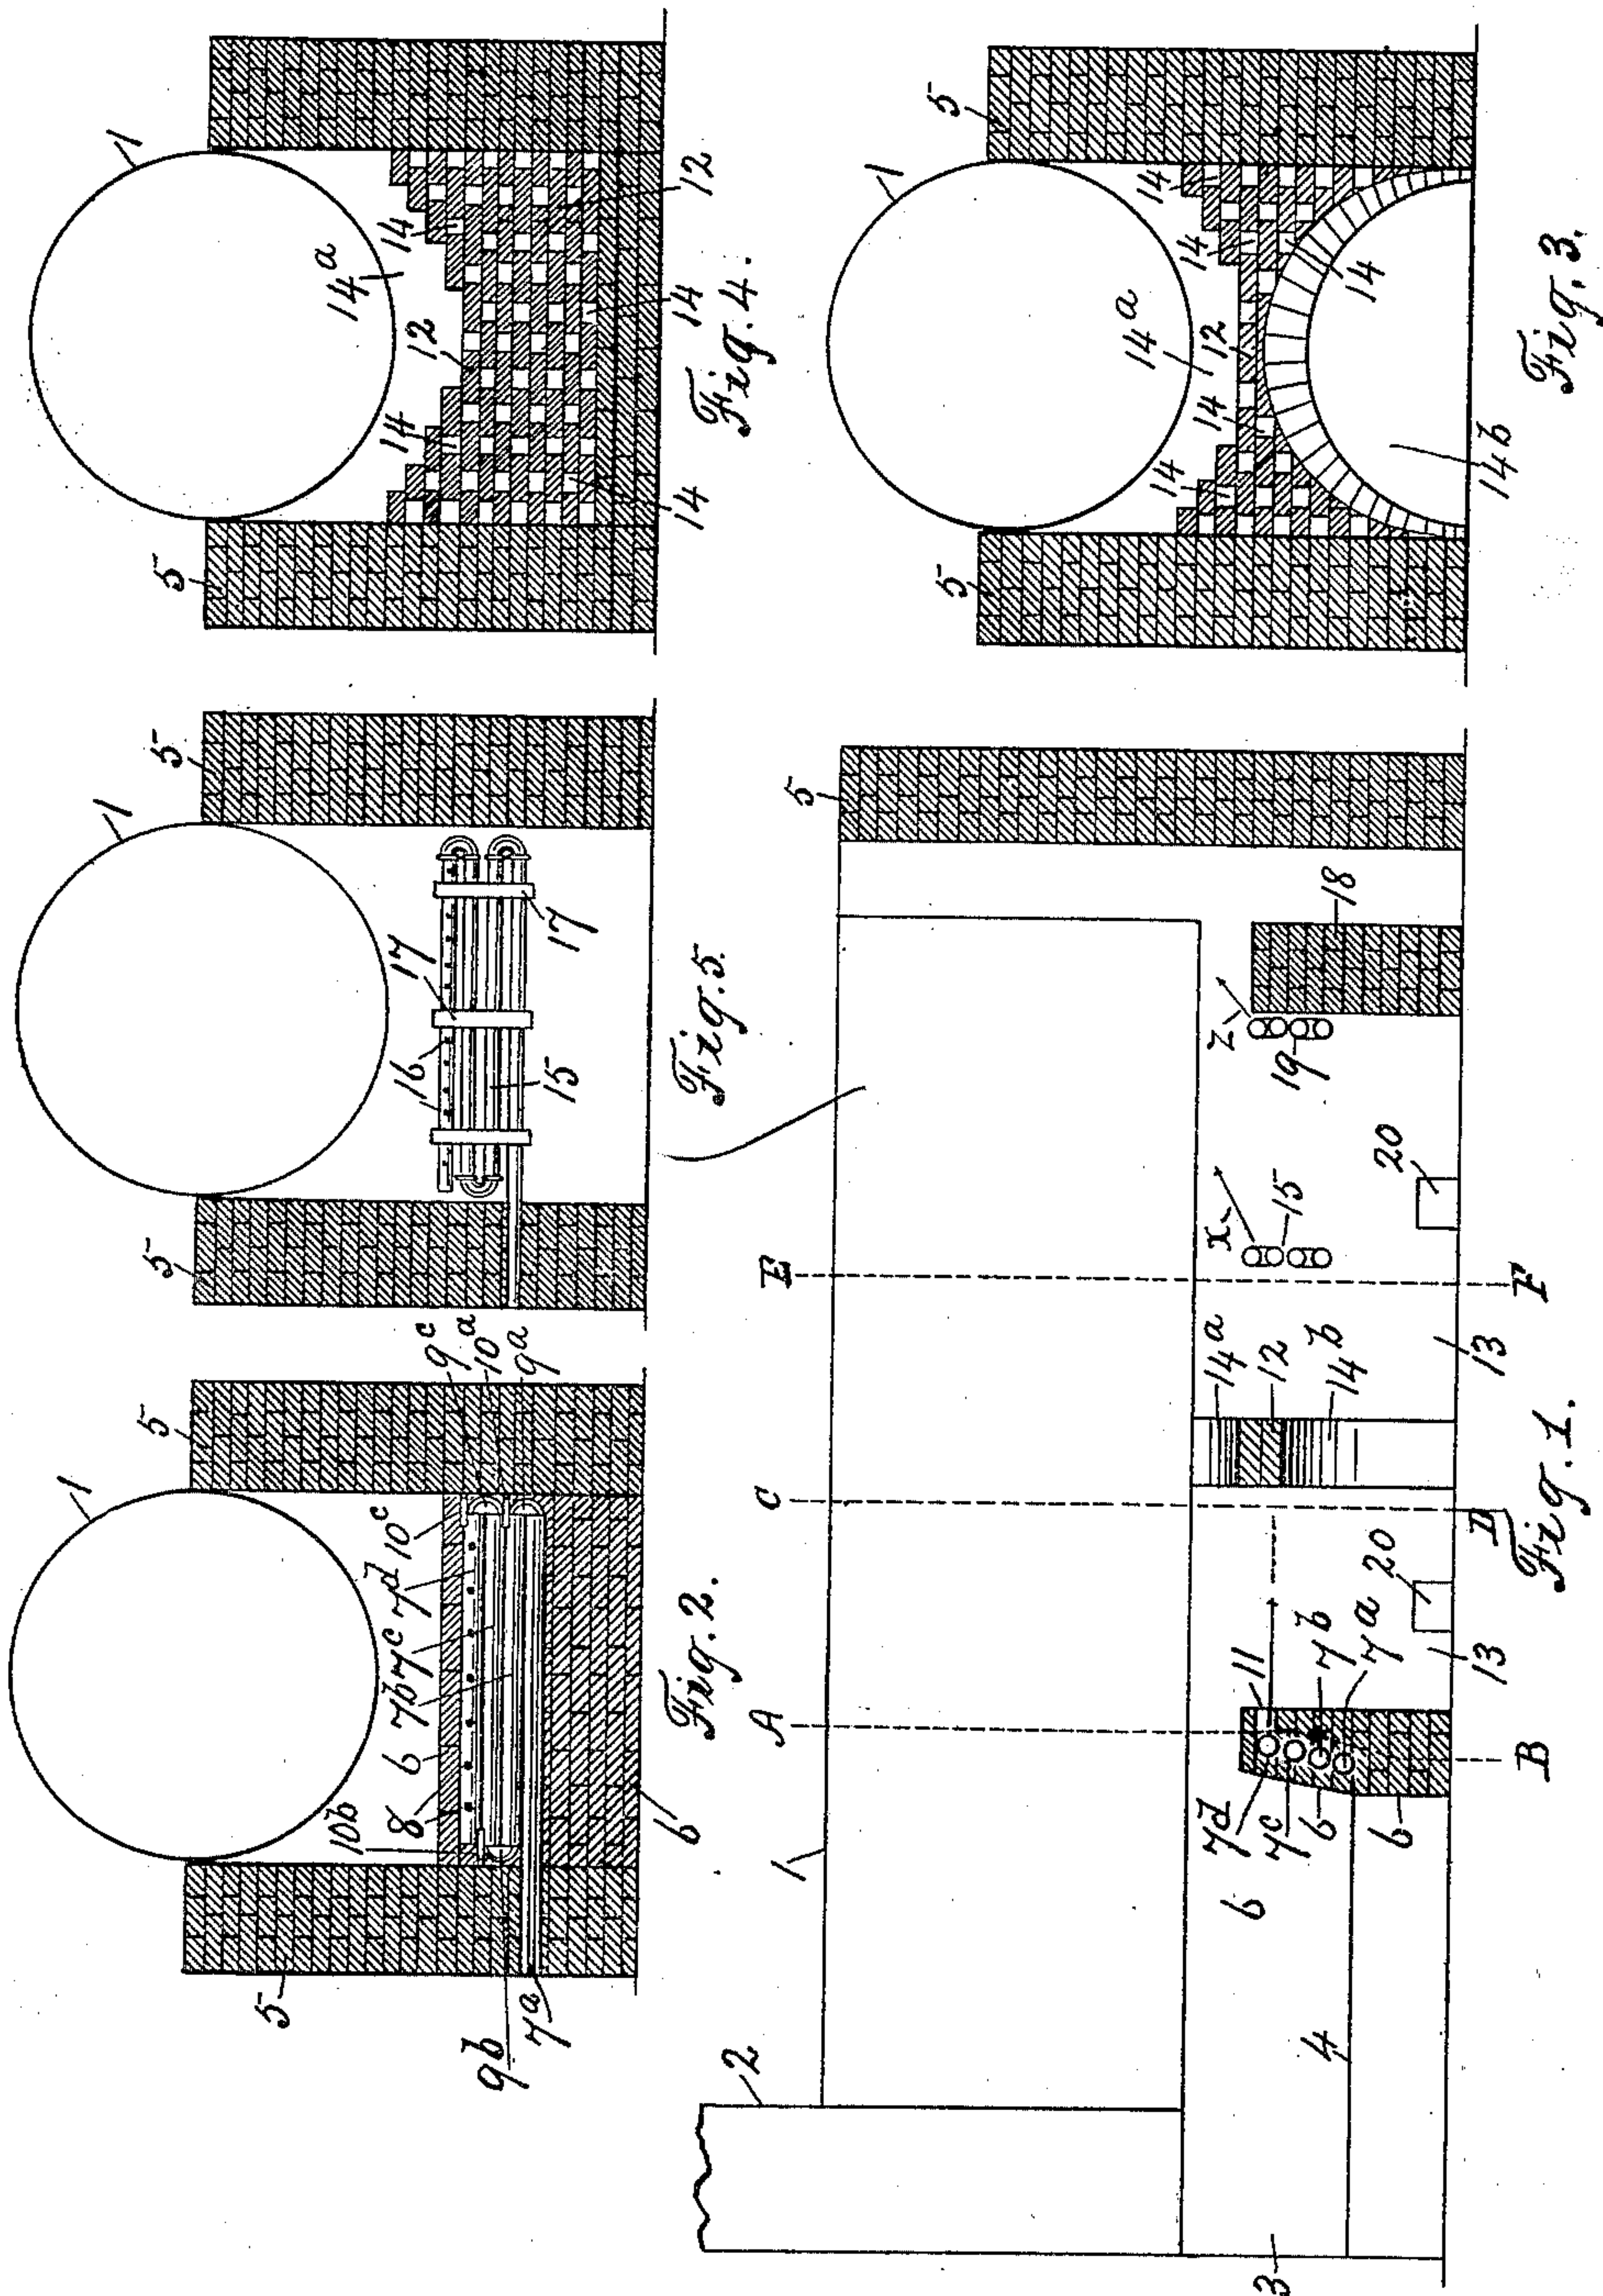 5
5
1
14
14ᵃ
12
14
12
14
14
Fig. 4.
5
5
1
14
14
14ᵃ
12
14
14
14
14ᵇ
Fig. 3.
5
5
1
16
17
15
17
Fig. 5.
5
5
1
10ᵇ
8
6
7ᵇ
7ᶜ
7ᵈ
10ᶜ
9ᶜ
10ᵃ
9ᵃ
9ᵇ
7ᵃ
6
Fig. 2.
2
1
A
C
E
5
3
4
6
7ᵈ
7ᶜ
6
6
11
7ᵇ
7ᵃ
13
20
14ᵃ
12
14ᵇ
13
x
15
20
z
19
18
B
D
F
Fig. 1.